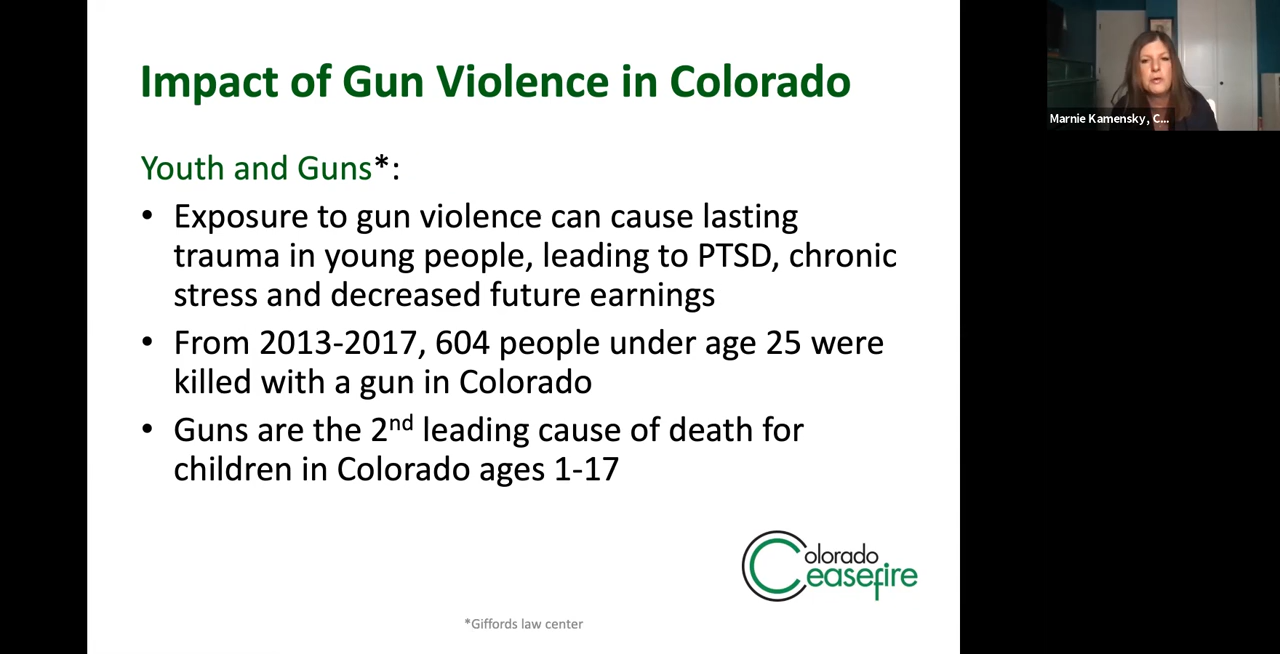 Impact of Gun Violence in Colorado
Youth and Guns*:
• Exposure to gun violence can cause lasting
trauma in young people, leading to PTSD, chronic
stress and decreased future earnings
• From 2013-2017, 604 people under age 25 were
killed with a gun in Colorado
• Guns are the 2nd leading cause of death for
children in Colorado ages 1-17
Colorado
Ceasefire
*Giffords law center
Marnie Kamensky, C...